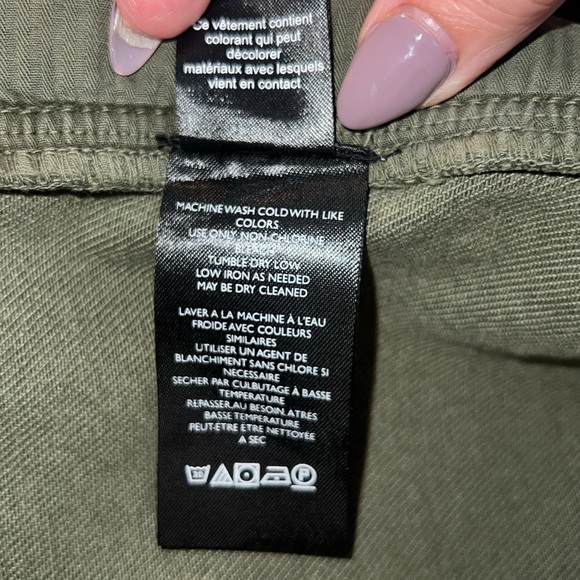 Ce vêtement contient
colorant qui peut
décolorer
matériaux avec lesquels
vient en contact
MACHINE WASH COLD WITH LIKE
COLORS
USE ONLY NON-CHLORINE
TUMBLE DRY LOW
LOW IRON AS NEEDED
MAY BE DRY CLEANED
LAVER A LA MACHINE À L'EAU
FROIDE AVEC COULEURS
SIMILAIRES
UTILISER UN AGENT DE
BLANCHIMENT SANS CHLORE SI
NECESSAIRE
SECHER PAR CULBUTAGE À BASSE
TEMPERATURE
REPASSER AU BESOIN A TRES
BASSE TEMPERATURE
PEUT-ÊTRE ETRE NETTOYÉE
A SEC
30
P